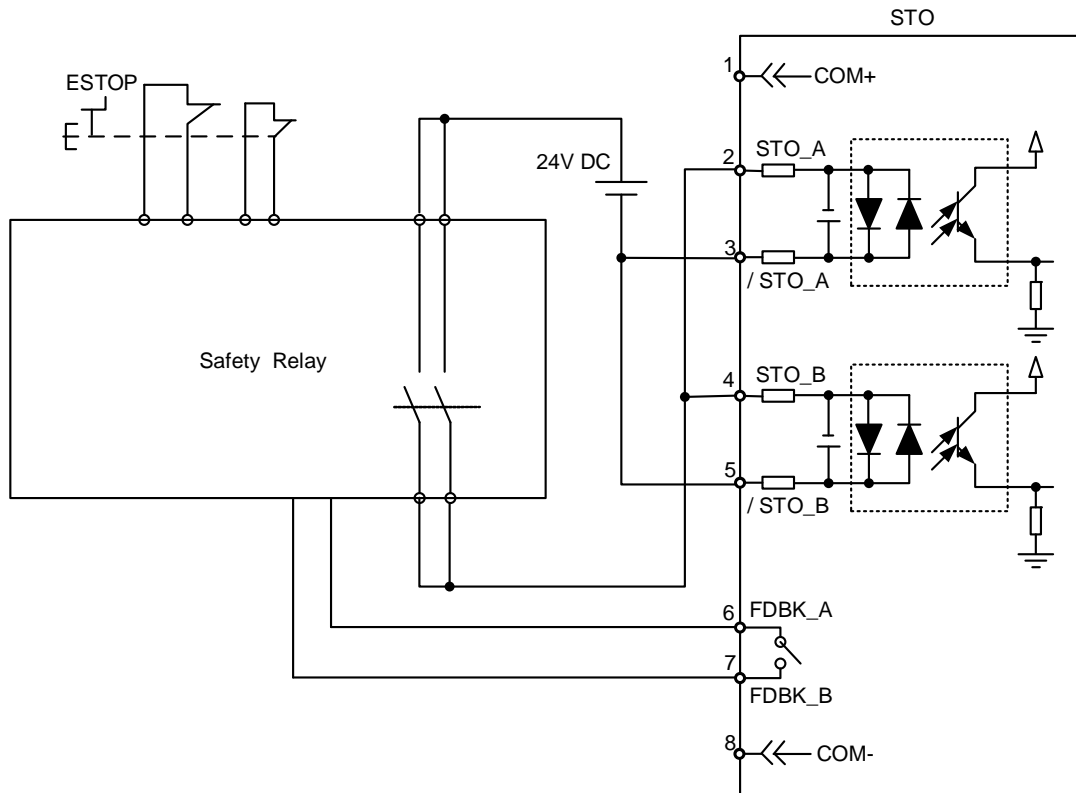 STO
1
COM+
ESTOP
24V DC
2
STO_A
3
/ STO_A
Safety Relay
4
STO_B
5
/ STO_B
6
FDBK_A
7
FDBK_B
8
COM-